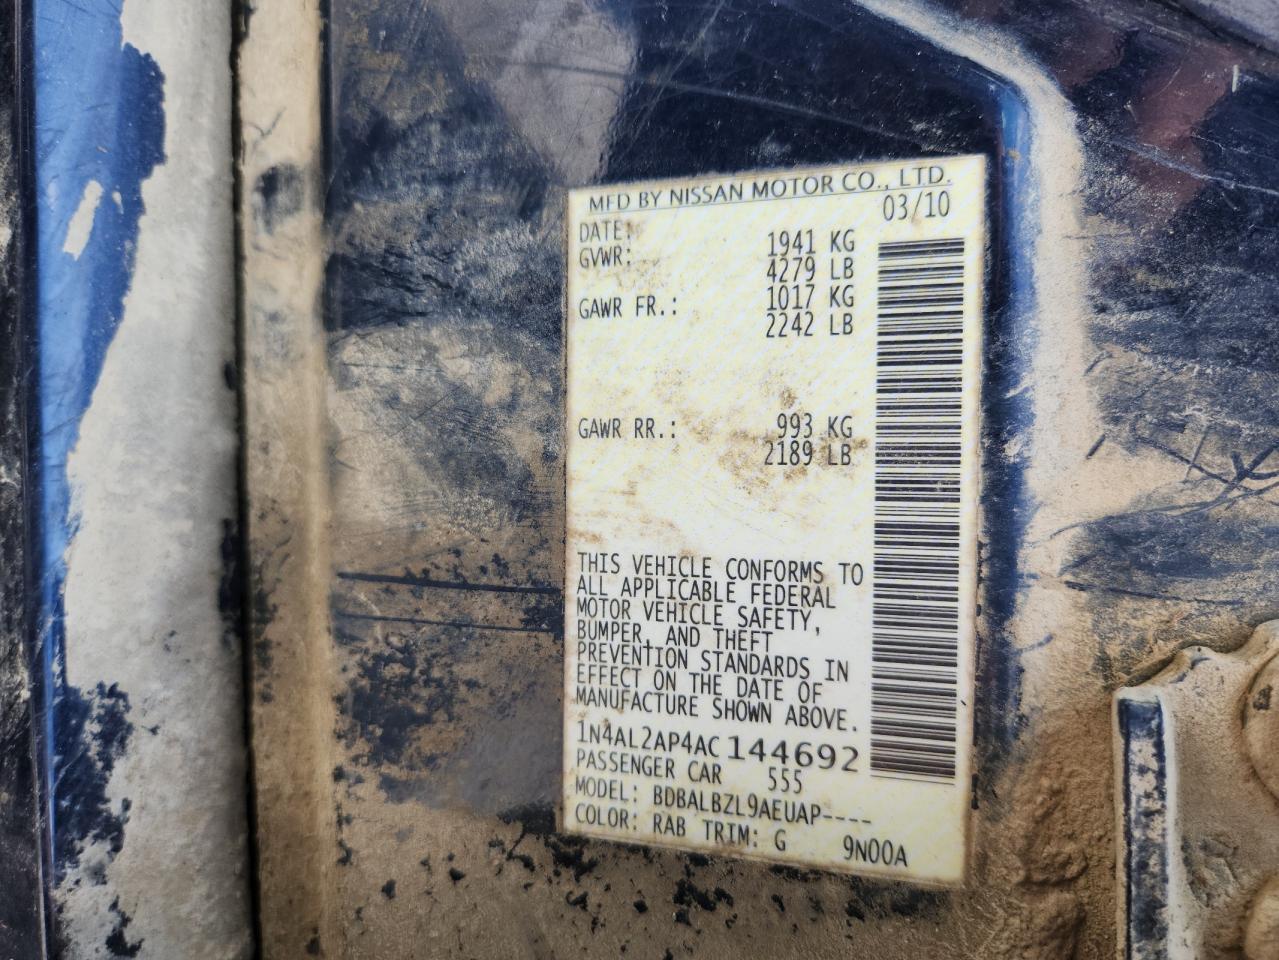 MFD BY NISSAN MOTOR CO., LTD.
DATE: 03/10
GVWR: 1941 KG
4279 LB
GAWR FR.: 1017 KG
2242 LB
GAWR RR.: 993 KG
2189 LB
THIS VEHICLE CONFORMS TO
ALL APPLICABLE FEDERAL
MOTOR VEHICLE SAFETY,
BUMPER, AND THEFT
PREVENTION STANDARDS IN
EFFECT ON THE DATE OF
MANUFACTURE SHOWN ABOVE.
1N4AL2AP4AC144692
PASSENGER CAR 555
MODEL: BDBALBZL9AEUAP----
COLOR: RAB TRIM: G 9N00A